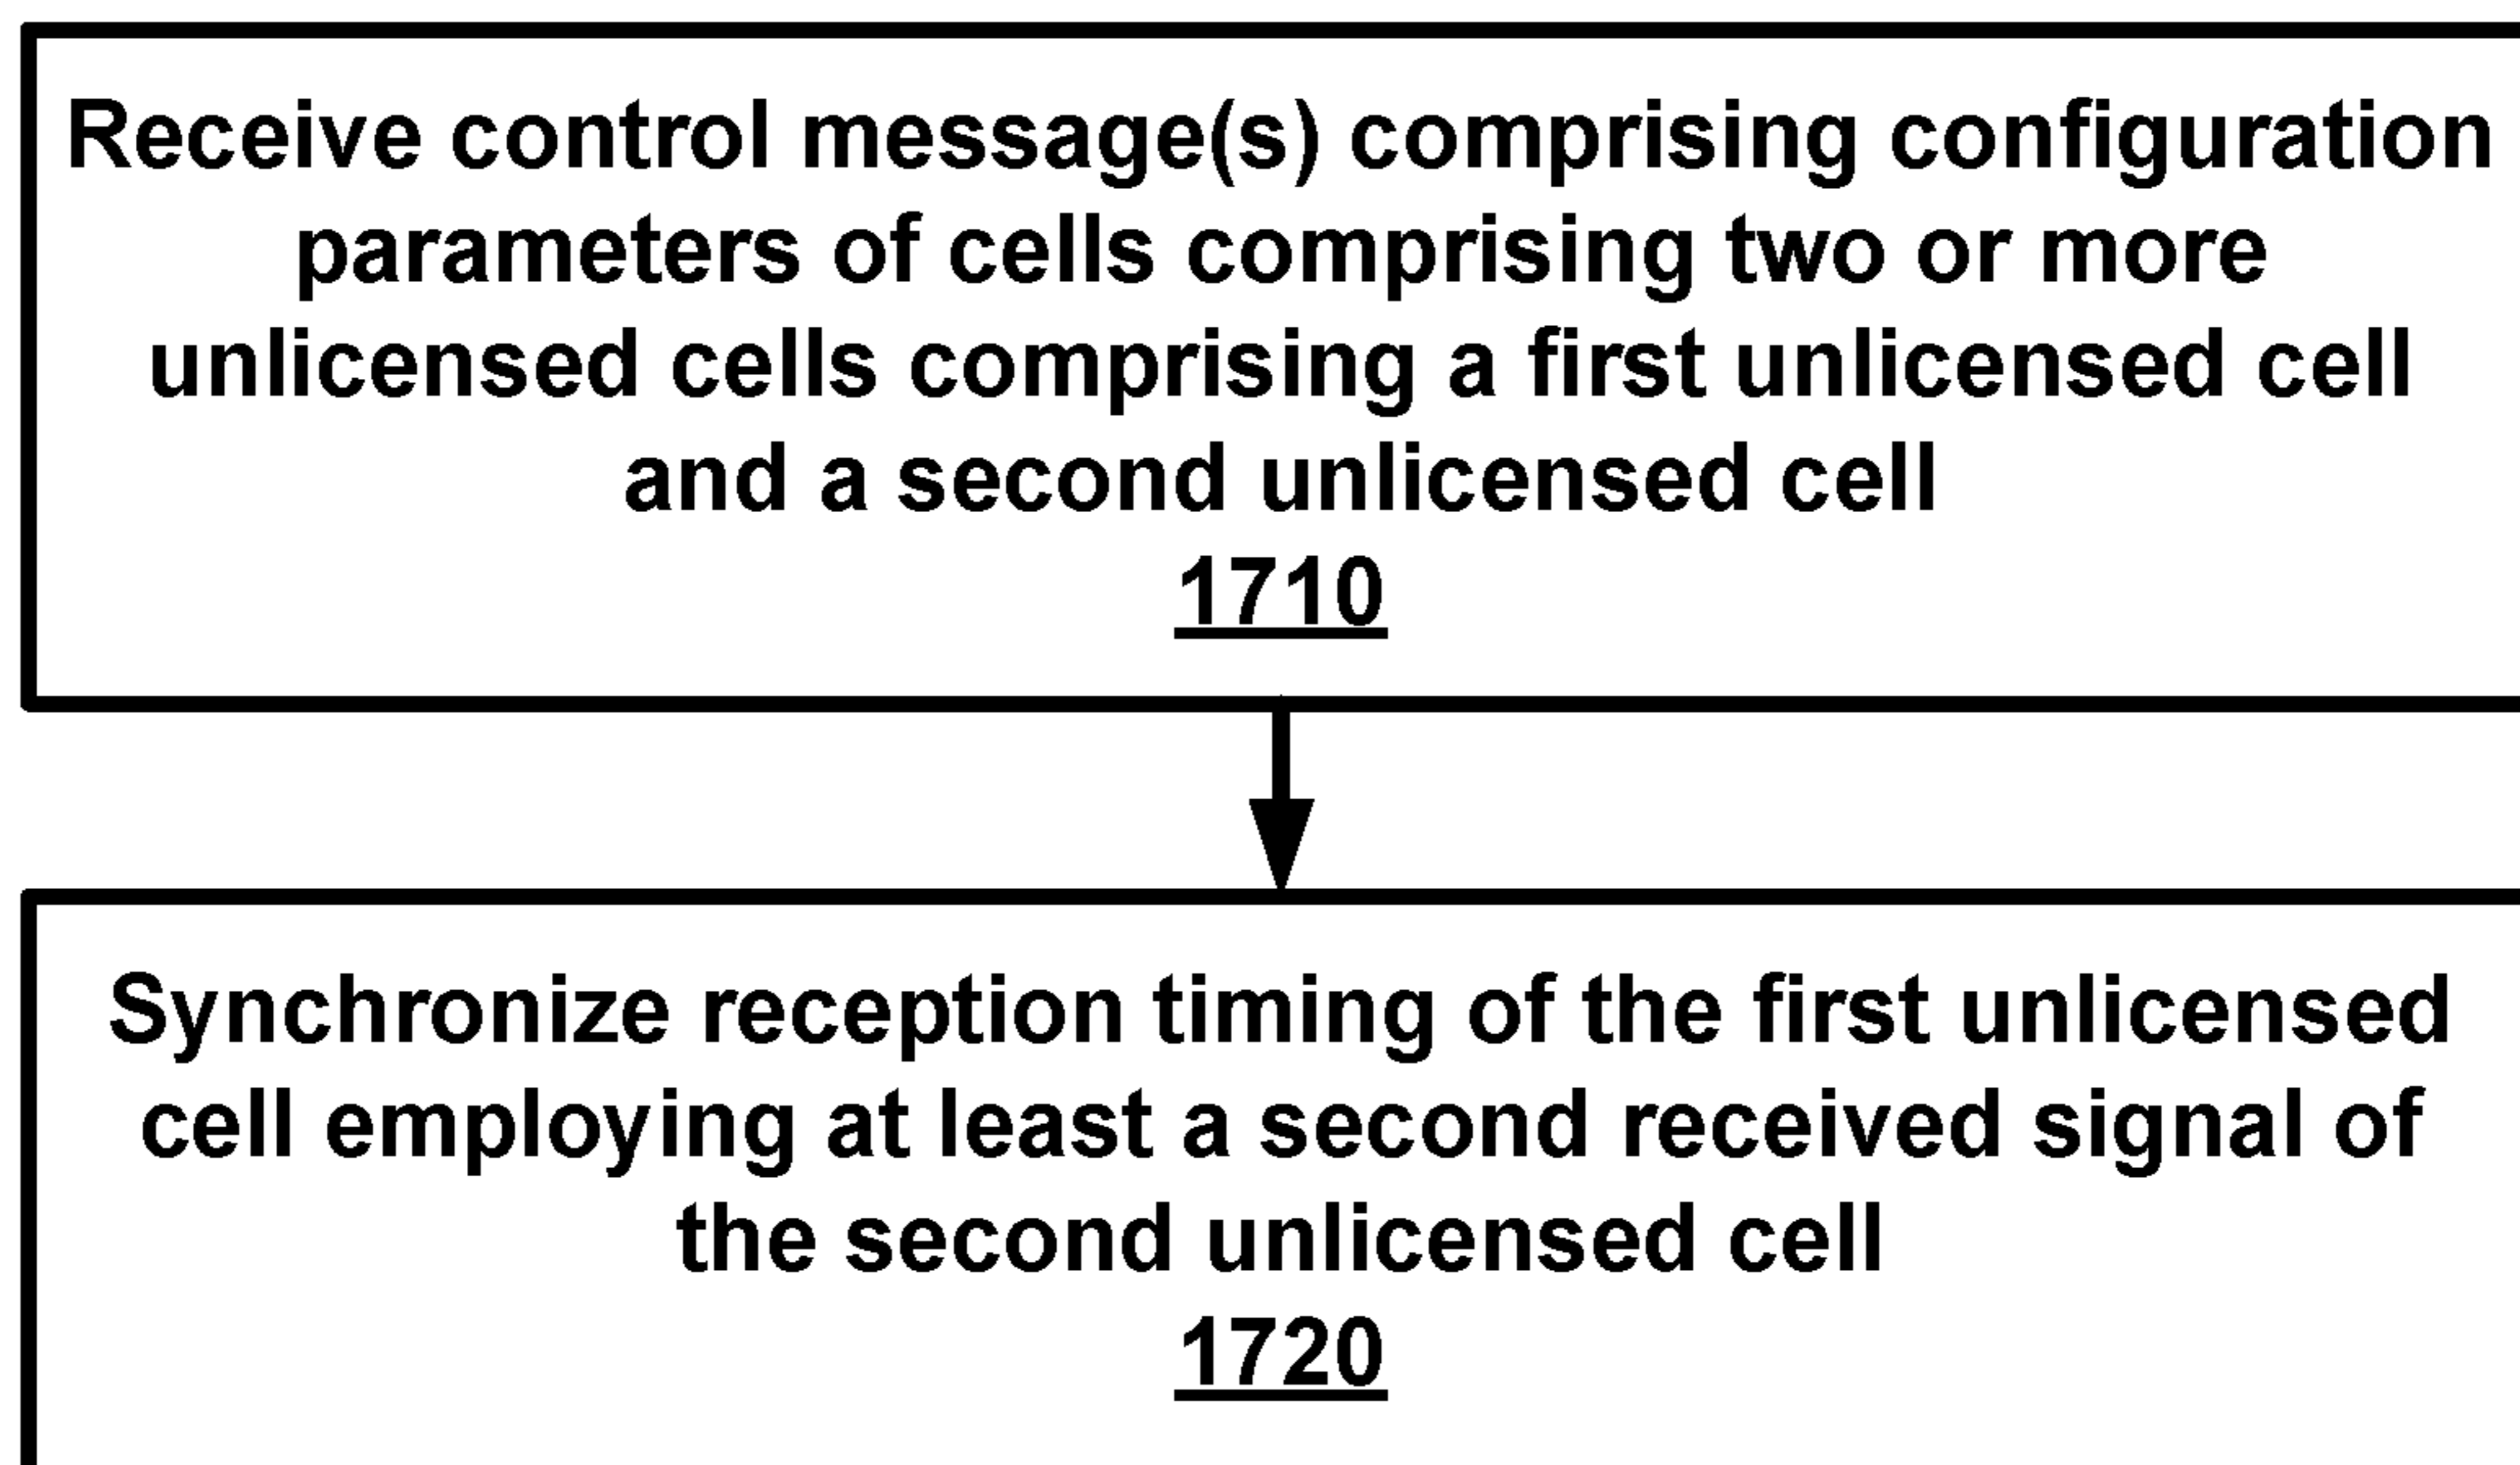 Receive control message(s) comprising configuration
parameters of cells comprising two or more
unlicensed cells comprising a first unlicensed cell
and a second unlicensed cell
1710
Synchronize reception timing of the first unlicensed
cell employing at least a second received signal of
the second unlicensed cell
1720